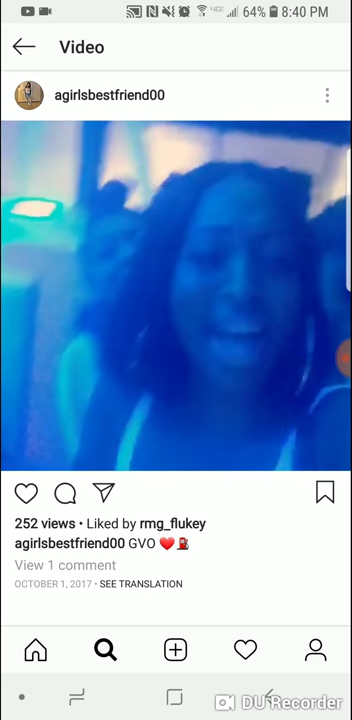 64% 8:40 PM
Video
agirlsbestfriend00
252 views • Liked by rmg_flukey
agirlsbestfriend00 GVO ❤️⛽
View 1 comment
OCTOBER 1, 2017 • SEE TRANSLATION
DU Recorder